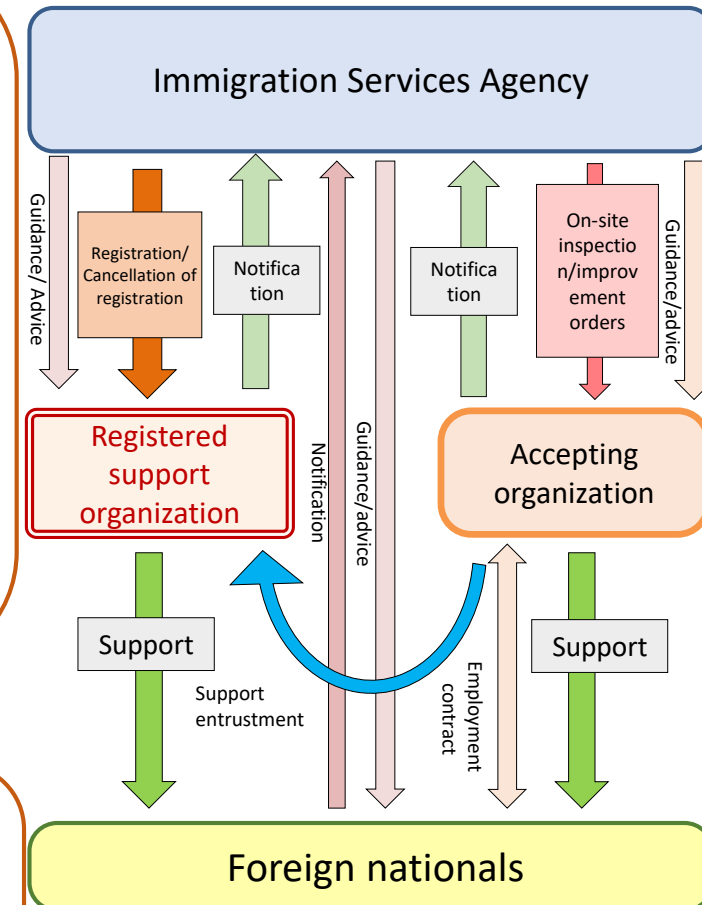 Immigration Services Agency
Guidance/ Advice
Registration/
Cancellation of
registration
Notifica
tion
Notifica
tion
On-site
inspectio
n/improv
ement
orders
Guidance/advice
Registered
support
organization
Notification
Guidance/advice
Accepting
organization
Support
Support
entrustment
Employment
contract
Support
Foreign nationals